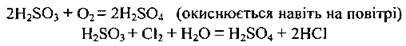 2H₂SO₃ + O₂ = 2H₂SO₄ (окиснюється навіть на повітрі)
H₂SO₃ + Cl₂ + H₂O = H₂SO₄ + 2HCl